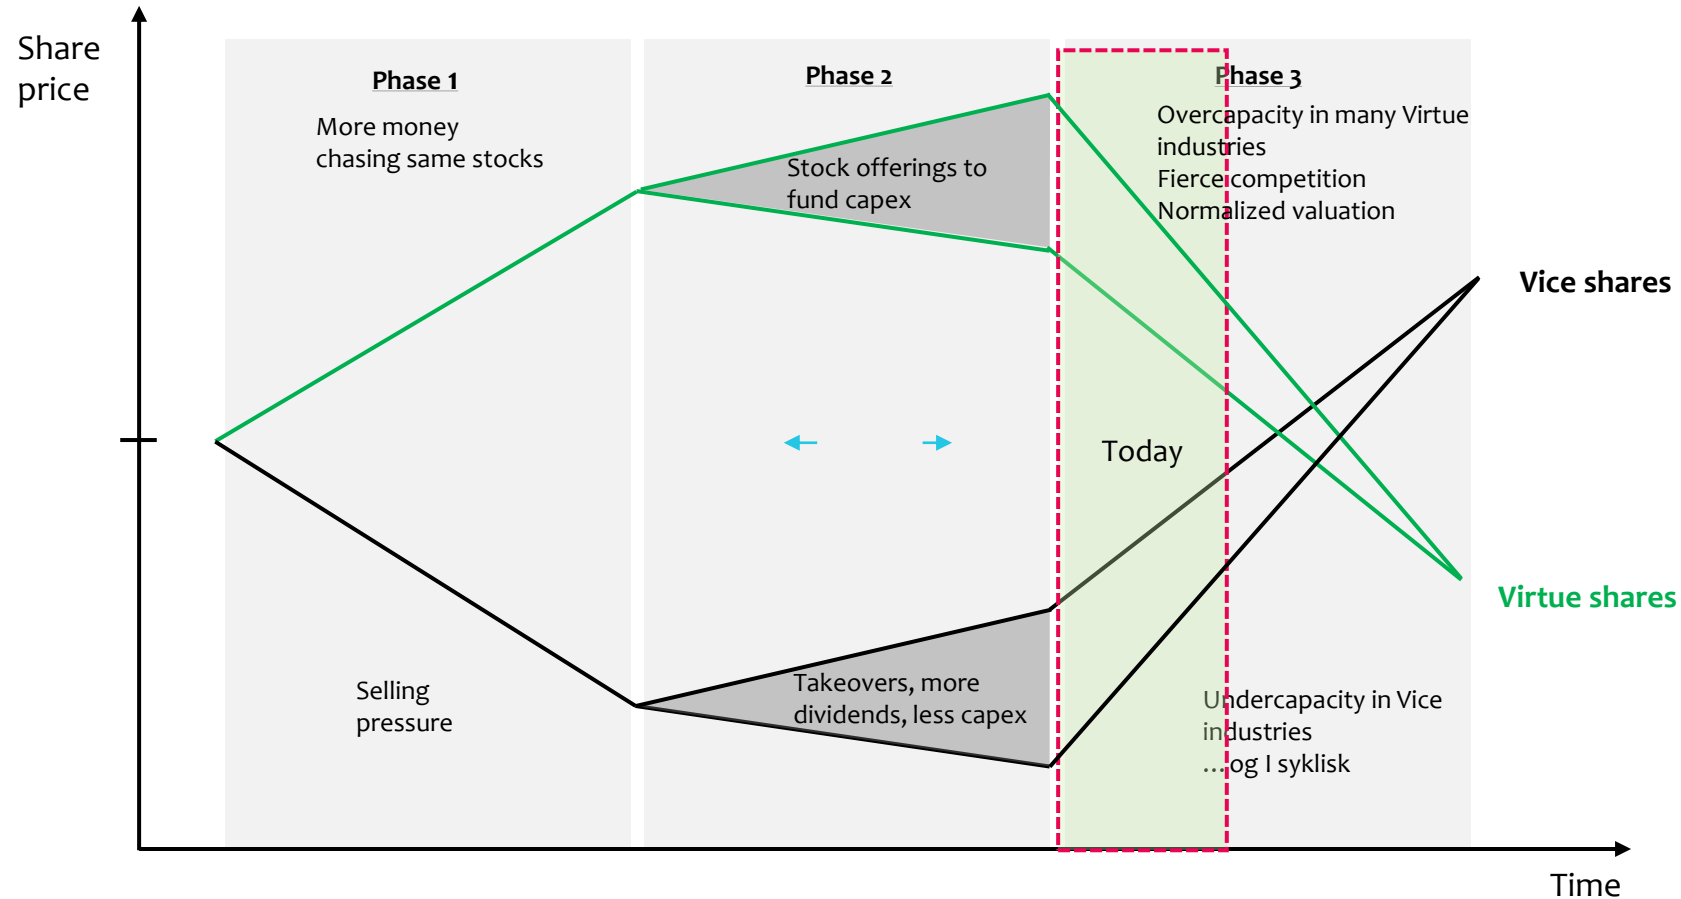 Share
price
Phase 1
More money
chasing same stocks
Selling
pressure
Phase 2
Stock offerings to
fund capex
Takeovers, more
dividends, less capex
Phase 3
Overcapacity in many Virtue
industries
Fierce competition
Normalized valuation
Today
Undercapacity in Vice
industries
...og I syklisk
Vice shares
Virtue shares
Time